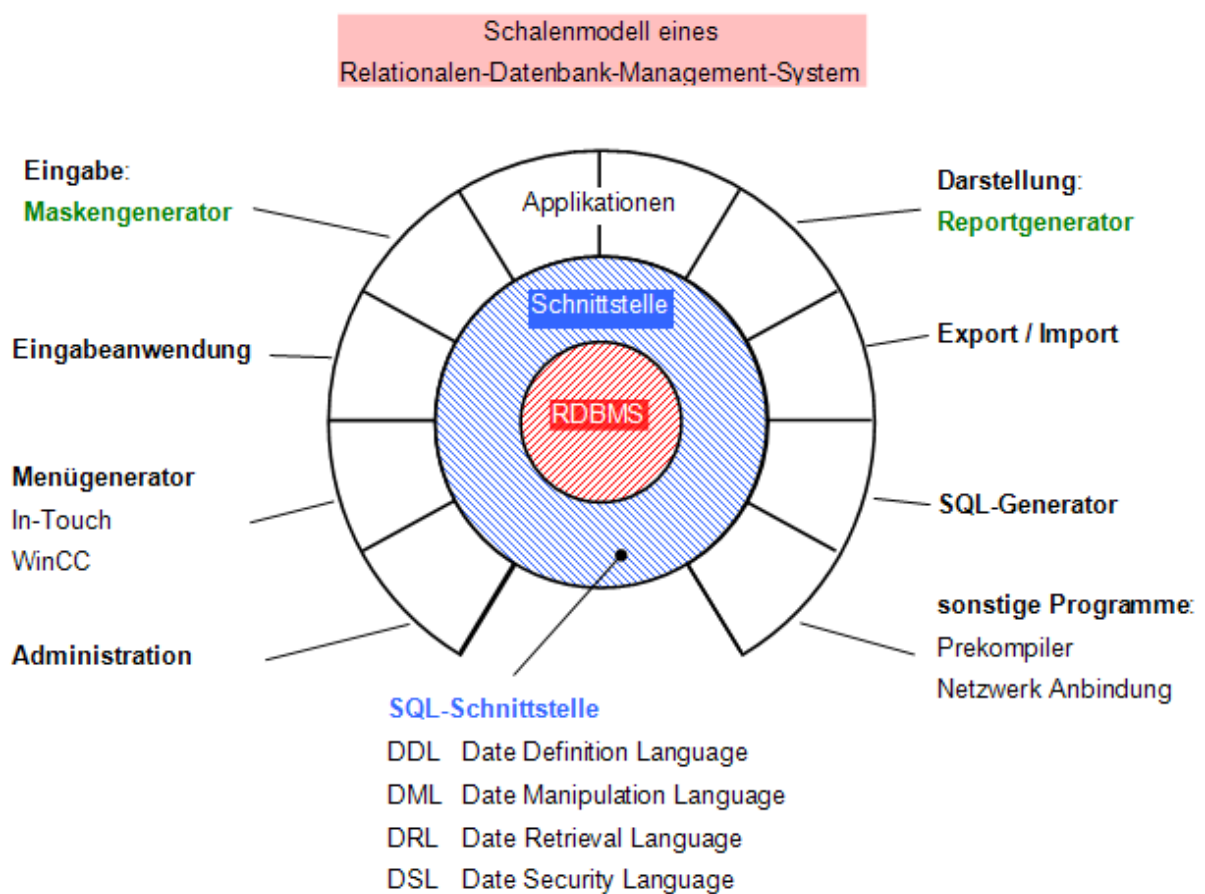 Schalenmodell eines
Relationalen-Datenbank-Management-System
Eingabe:
Maskengenerator
Eingabeanwendung
Menügenerator
In-Touch
WinCC
Administration
Applikationen
Schnittstelle
RDBMS
Darstellung:
Reportgenerator
Export / Import
SQL-Generator
sonstige Programme:
Prekompiler
Netzwerk Anbindung
SQL-Schnittstelle
DDL Date Definition Language
DML Date Manipulation Language
DRL Date Retrieval Language
DSL Date Security Language